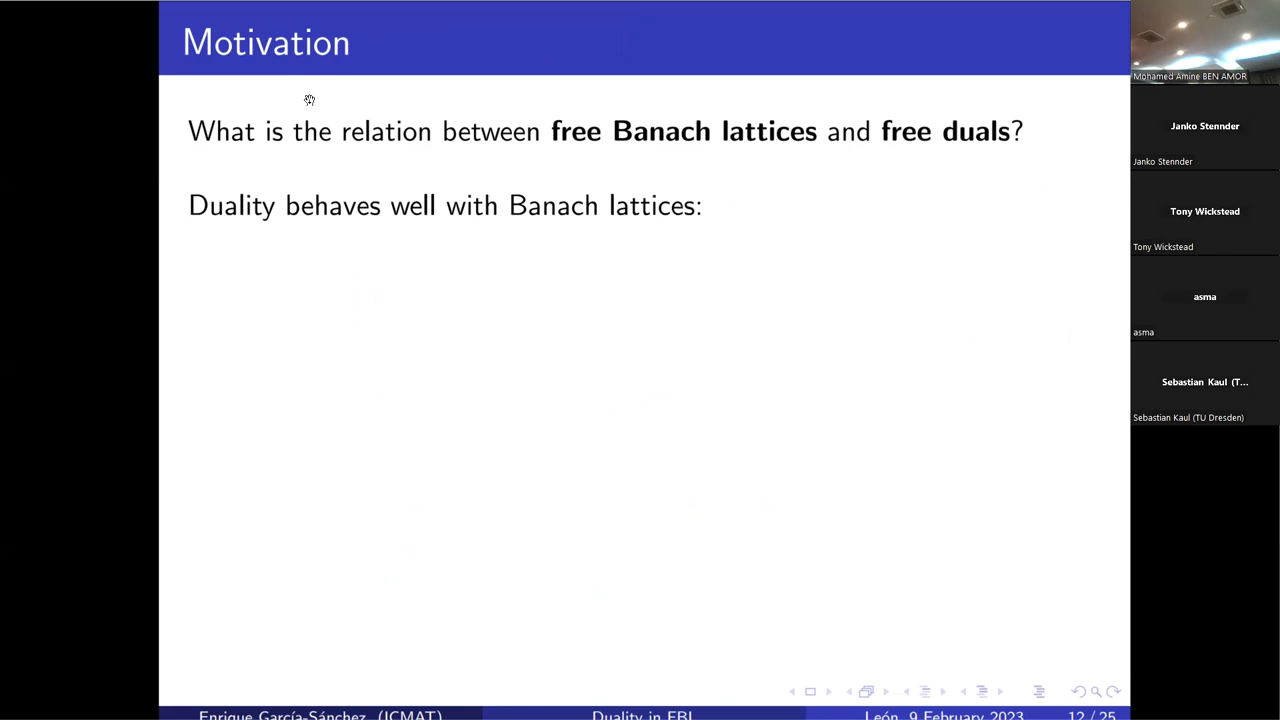 Motivation
What is the relation between free Banach lattices and free duals?
Duality behaves well with Banach lattices:
Enrique García-Sánchez (ICMAT)
Duality in FBL
León, 9 February 2023
12 / 25
Mohamed Amine BEN AMOR
Janko Stennder
Janko Stennder
Tony Wickstead
Tony Wickstead
asma
asma
Sebastian Kaul (T...
Sebastian Kaul (TU Dresden)